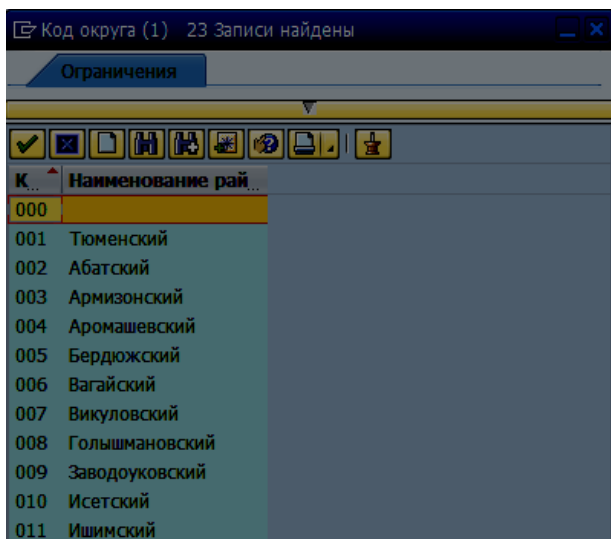 Код округа (1) 23 Записи найдены
Ограничения
К... Наименование рай...
000
001 Тюменский
002 Абатский
003 Армизонский
004 Аромашевский
005 Бердюжский
006 Вагайский
007 Викуловский
008 Голышмановский
009 Заводоуковский
010 Исетский
011 Ишимский